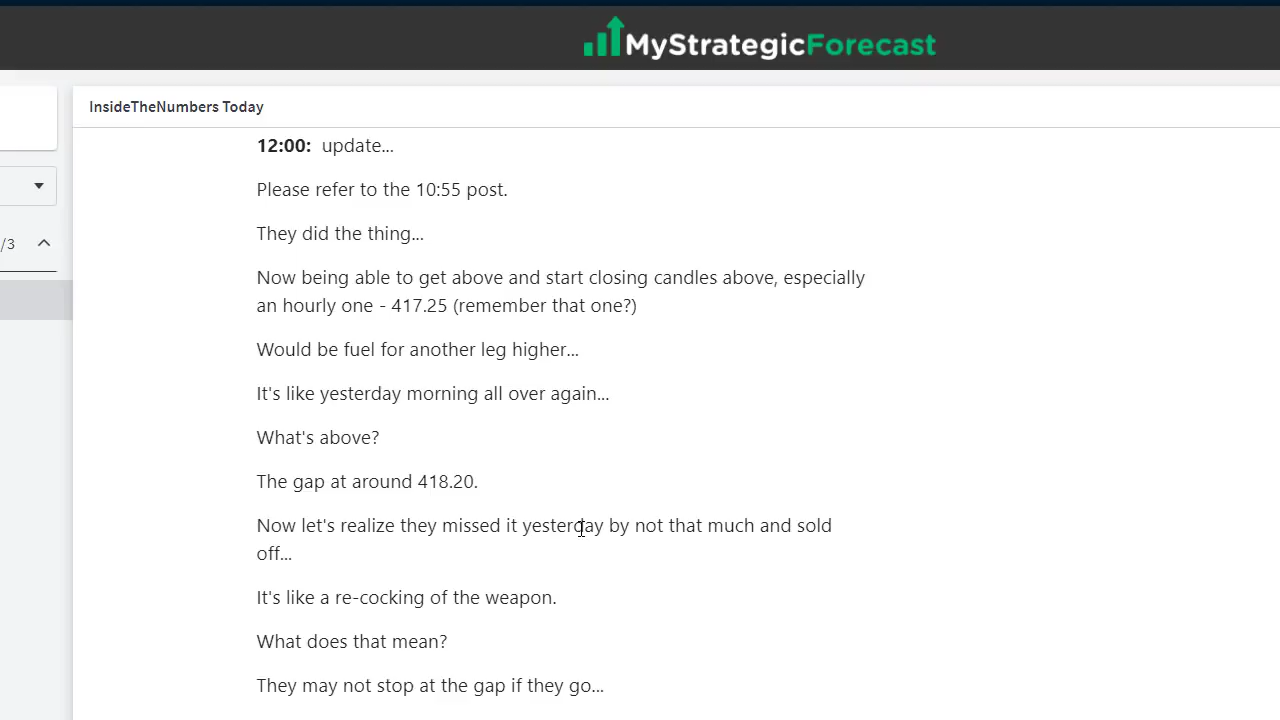 MyStrategicForecast
InsideTheNumbers Today
12:00: update...
Please refer to the 10:55 post.
/3
They did the thing...
Now being able to get above and start closing candles above, especially
an hourly one - 417.25 (remember that one?)
Would be fuel for another leg higher...
It's like yesterday morning all over again...
What's above?
The gap at around 418.20.
Now let's realize they missed it yesterday by not that much and sold
off...
It's like a re-cocking of the weapon.
What does that mean?
They may not stop at the gap if they go...